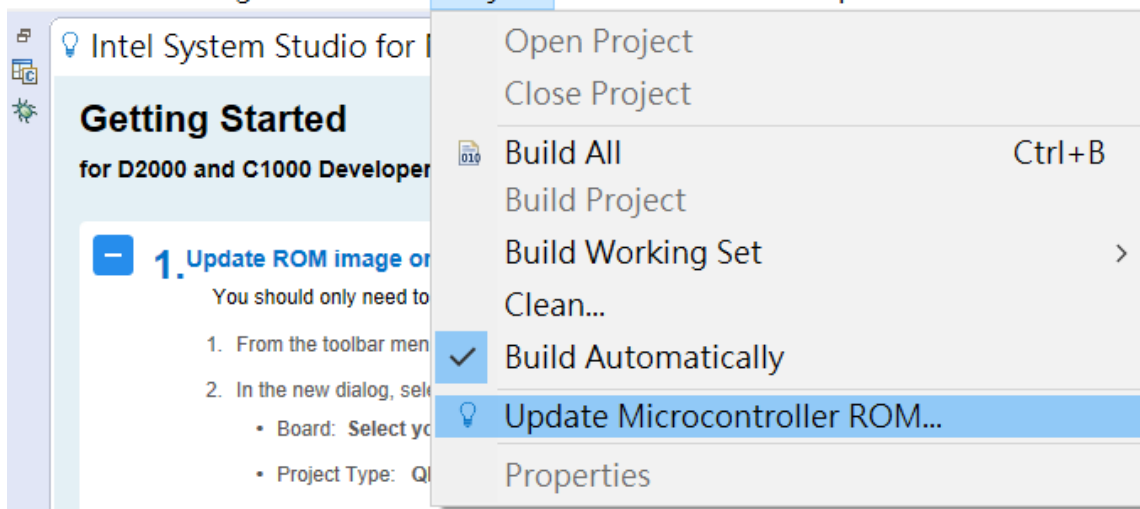 Intel System Studio for
Getting Started
for D2000 and C1000 Developer
1. Update ROM image or
You should only need to
1. From the toolbar men
2. In the new dialog, sele
• Board: Select yo
• Project Type:
Open Project
Close Project
Build All Ctrl+B
Build Project
Build Working Set
Clean...
Build Automatically
Update Microcontroller ROM...
Properties